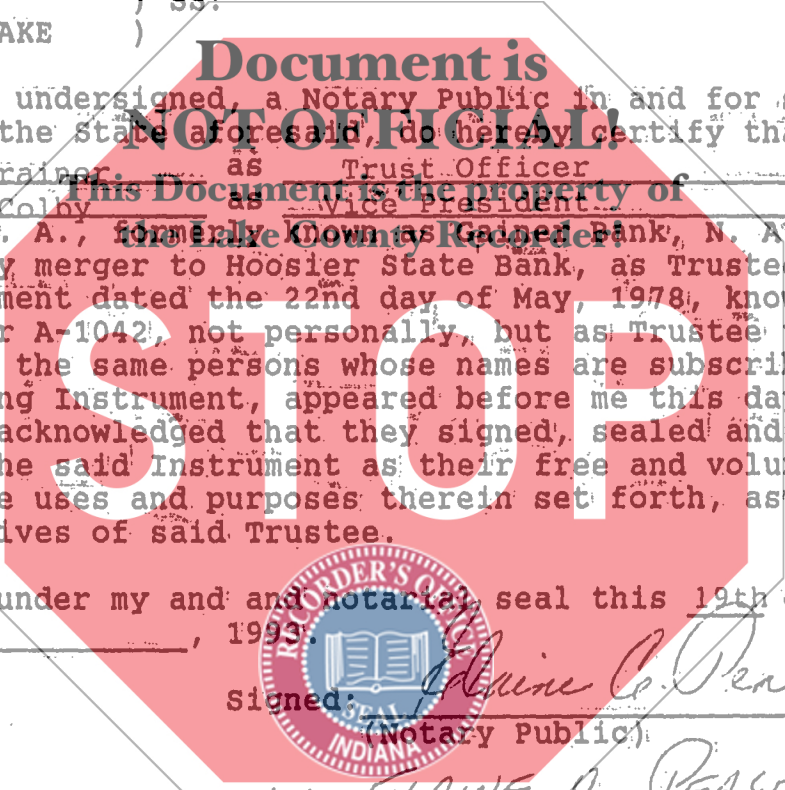 ) SS:
AKE )
Document is
undersigned, a Notary Public in and for
NOT OFFICIAL!
the State aforesaid, do hereby certify tha
rainor as Trust Officer
This Document is the property of
Colby as Vice President
. A., formerly known as Gainer Bank, N. A
the Lake County Recorder!
y merger to Hoosier State Bank, as Trustee
ment dated the 22nd day of May, 1978, know
r A-1042, not personally, but as Trustee
the same persons whose names are subscrib
ng Instrument, appeared before me this da
acknowledged that they signed, sealed and
he said Instrument as their free and volun
e uses and purposes therein set forth, as
ives of said Trustee.
STOP
under my and and notarial seal this 19th
, 1993.
RECORDER'S OFFICE
SEAL
INDIANA
Signed: Elaine
(Notary Public)